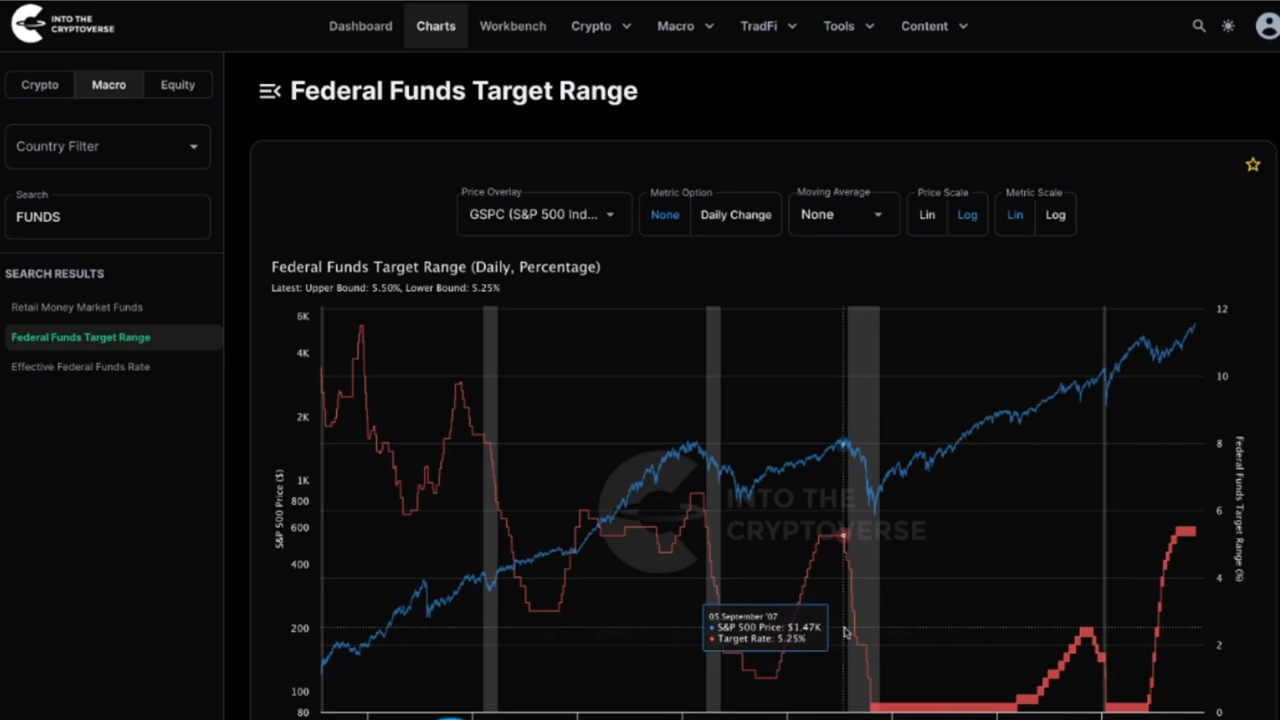 INTO THE
CRYPTOVERSE
Dashboard
Charts
Workbench
Crypto
Macro
TradFi
Tools
Content
Crypto
Macro
Equity
Federal Funds Target Range
Country Filter
Search
FUNDS
SEARCH RESULTS
Retail Money Market Funds
Federal Funds Target Range
Effective Federal Funds Rate
Price Overlay
GSPC (S&P 500 Ind...
Metric Option
None
Daily Change
Moving Average
None
Price Scale
Lin
Log
Metric Scale
Lin
Log
Federal Funds Target Range (Daily, Percentage)
Latest: Upper Bound: 5.50%, Lower Bound: 5.25%
6K
4K
2K
1K
800
600
400
200
100
80
S&P 500 Price ($)
INTO THE
CRYPTOVERSE
05 September '07
S&P 500 Price: $1.47K
Target Rate: 5.25%
12
10
8
6
4
2
0
Federal Funds Target Range (%)